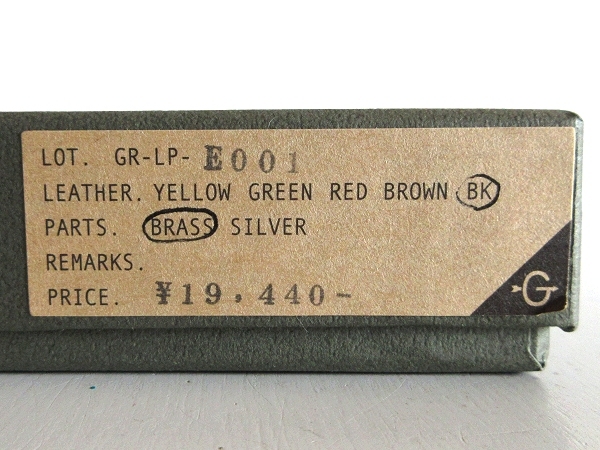 LOT. GR-LP-E001
LEATHER. YELLOW GREEN RED BROWN BK
PARTS. BRASS SILVER
REMARKS.
PRICE. ¥19,440-
G